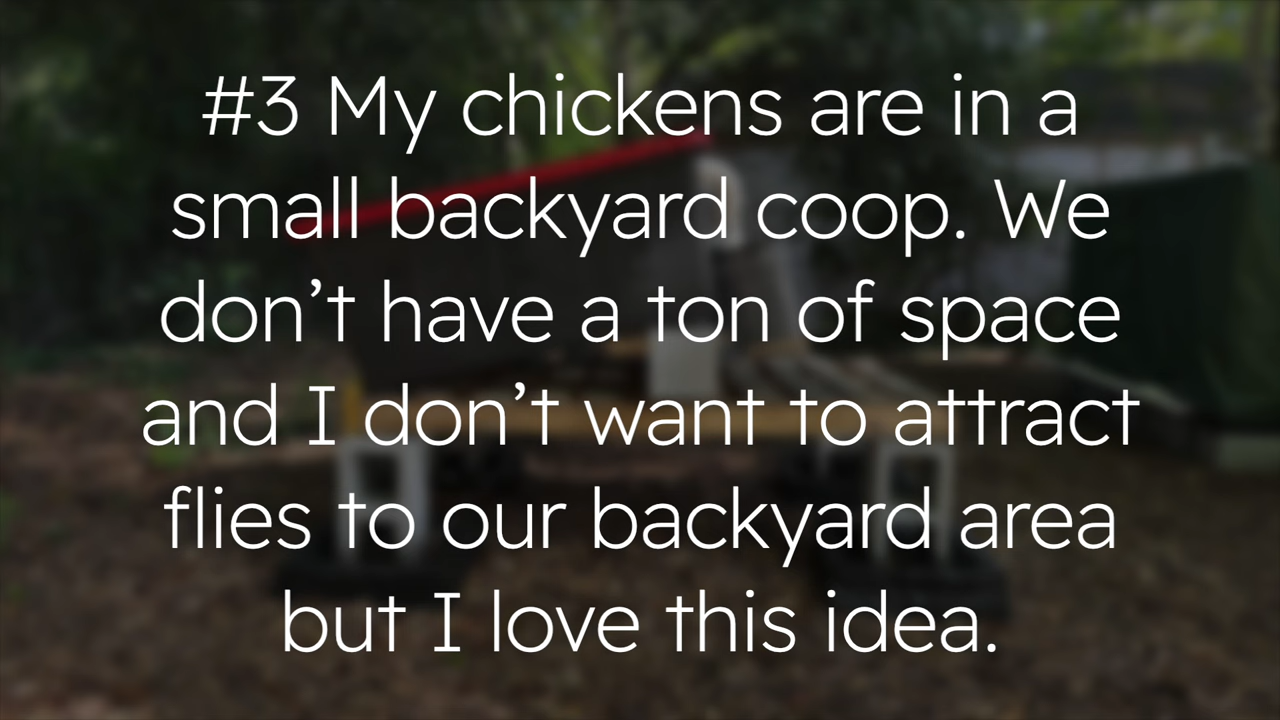 #3 My chickens are in a
small backyard coop. We
don’t have a ton of space
and I don’t want to attract
flies to our backyard area
but I love this idea.